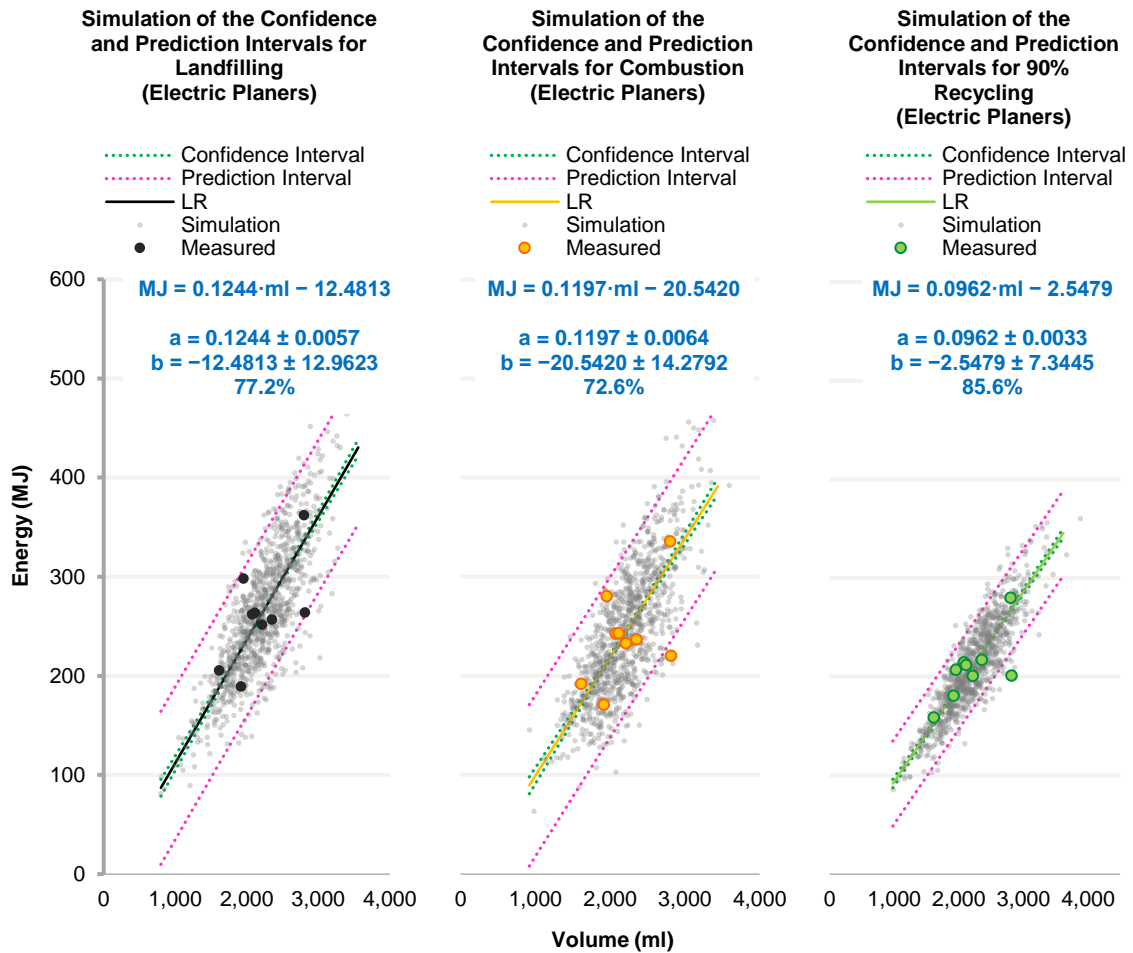 Simulation of the Confidence
and Prediction Intervals for
Landfilling
(Electric Planers)
Confidence Interval
Prediction Interval
LR
Simulation
Measured
Simulation of the
Confidence and Prediction
Intervals for Combustion
(Electric Planers)
Confidence Interval
Prediction Interval
LR
Simulation
Measured
Simulation of the
Confidence and Prediction
Intervals for 90%
Recycling
(Electric Planers)
Confidence Interval
Prediction Interval
LR
Simulation
Measured
Energy (MJ)
600
500
400
300
200
100
0
MJ = 0.1244·ml − 12.4813
a = 0.1244 ± 0.0057
b = −12.4813 ± 12.9623
77.2%
0 1,000 2,000 3,000 4,000
MJ = 0.1197·ml − 20.5420
a = 0.1197 ± 0.0064
b = −20.5420 ± 14.2792
72.6%
0 1,000 2,000 3,000 4,000
MJ = 0.0962·ml − 2.5479
a = 0.0962 ± 0.0033
b = −2.5479 ± 7.3445
85.6%
0 1,000 2,000 3,000 4,000
Volume (ml)